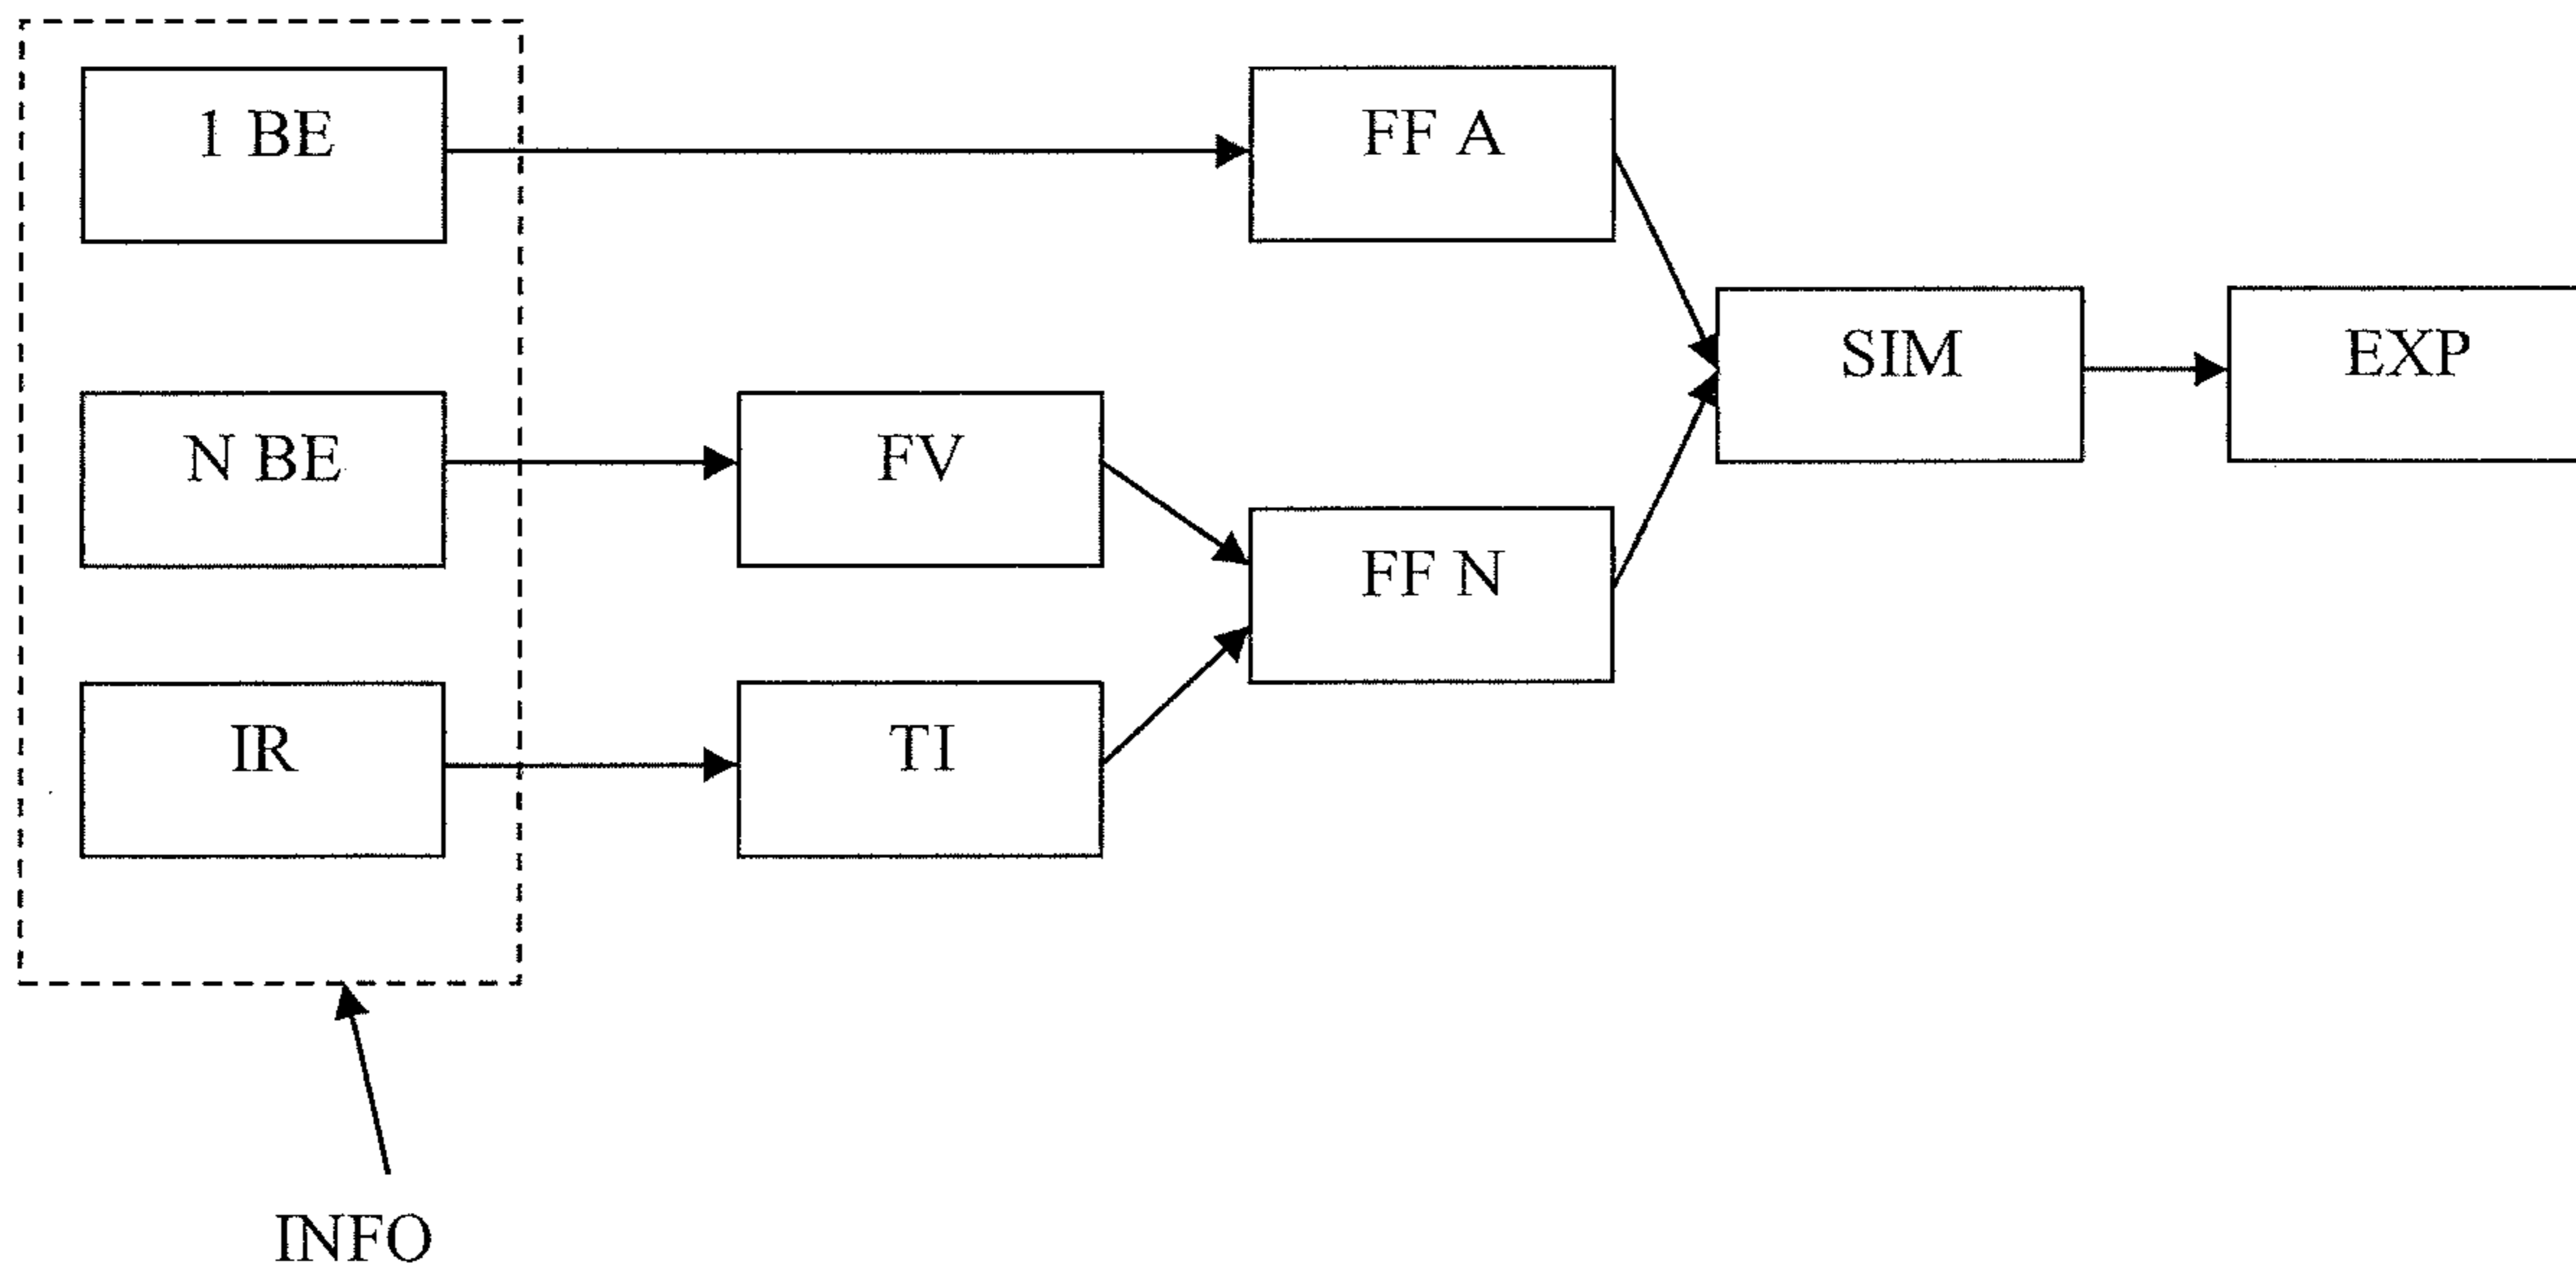 1 BE
FF A
SIM
EXP
N BE
FV
FF N
IR
TI
INFO